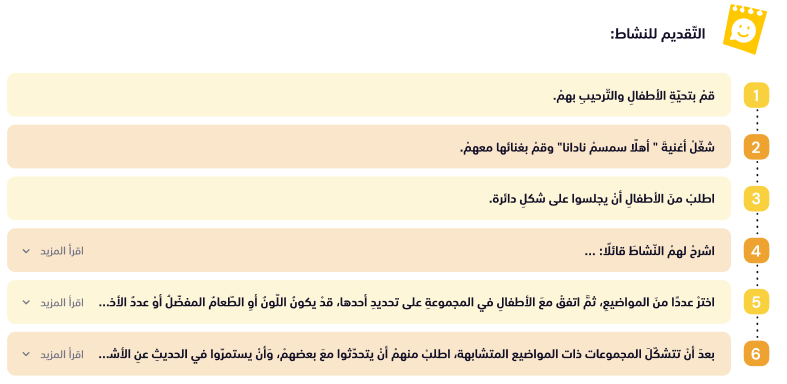 التّقديم للنشاط:
1 قمْ بتحيّةِ الأطفالِ والتّرحيبِ بهمْ.
2 شغّلْ أغنيةَ " أهلًا سمسمْ نادانا" وقمْ بغنائها معهمْ.
3 اطلبْ منَ الأطفالِ أنْ يجلسوا على شكلِ دائرة.
4 اشرحْ لهمُ النّشاطَ قائلًا: ... اقرأ المزيد
5 اخترْ عددًا منَ المواضيعِ، ثمَّ اتفقْ معَ الأطفالِ في المجموعةِ على تحديدِ أحدها، قدْ يكونُ اللّونُ أوِ الطّعامُ المفضّلُ أوْ عددُ الأخ... اقرأ المزيد
6 بعدَ أنْ تتشكّلَ المجموعات ذات المواضيع المتشابهة، اطلبْ منهمْ أنْ يتحدّثوا معَ بعضهمْ، وَأنْ يستمرّوا في الحديثِ عنِ الأشـ... اقرأ المزيد